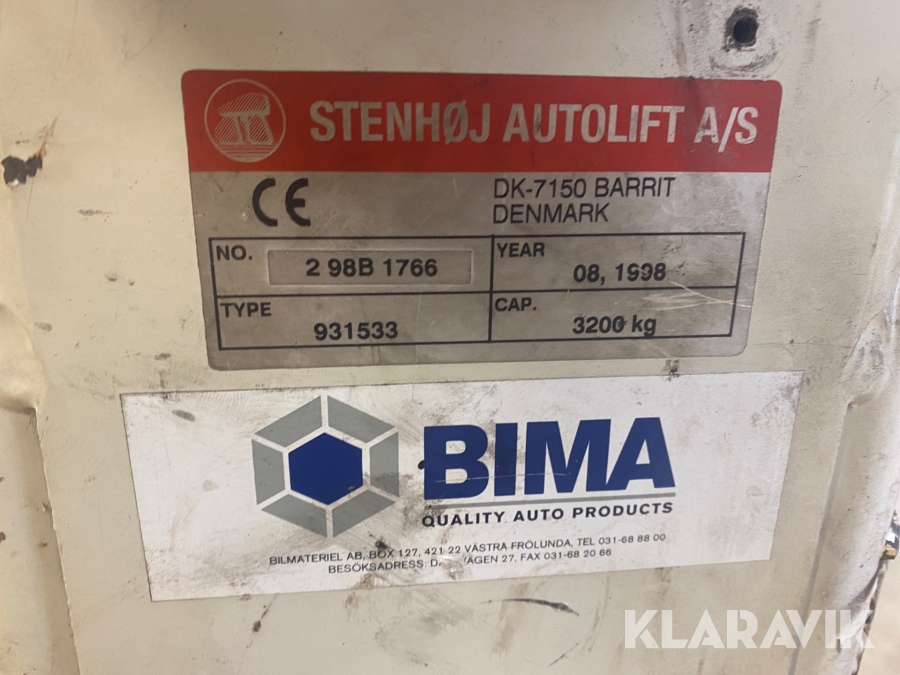 STENHØJ AUTOLIFT A/S
CE
DK-7150 BARRIT
DENMARK
NO. 2 98B 1766
YEAR 08, 1998
TYPE 931533
CAP. 3200 kg
BIMA
QUALITY AUTO PRODUCTS
BILMATERIEL AB, BOX 127, 421 22 VÄSTRA FRÖLUNDA, TEL 031-68 88 00
BESÖKSADRESS: 27, FAX 031-68 20 66
KLARAVIK